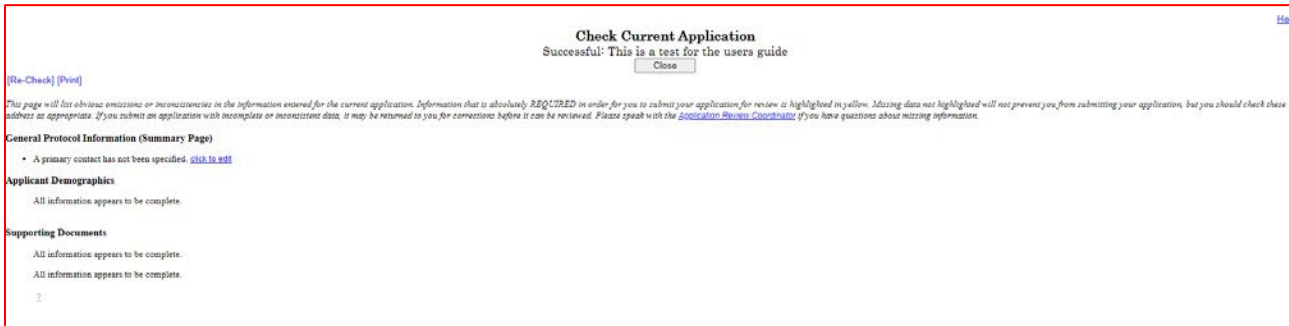 He
Check Current Application
Successful: This is a test for the users guide
Close
[Re-Check] [Print]
This page will list obvious omissions or inconsistencies in the information entered for the current application. Information that is absolutely REQUIRED in order for you to submit your application for review is highlighted in yellow. Missing data not highlighted will not prevent you from submitting your application, but you should check these
address as appropriate. If you submit an application with incomplete or inconsistent data, it may be returned to you for corrections before it can be reviewed. Please speak with the Application Review Coordinator if you have questions about missing information.
General Protocol Information (Summary Page)
• A primary contact has not been specified. click to edit
Applicant Demographics
All information appears to be complete.
Supporting Documents
All information appears to be complete.
All information appears to be complete.
?